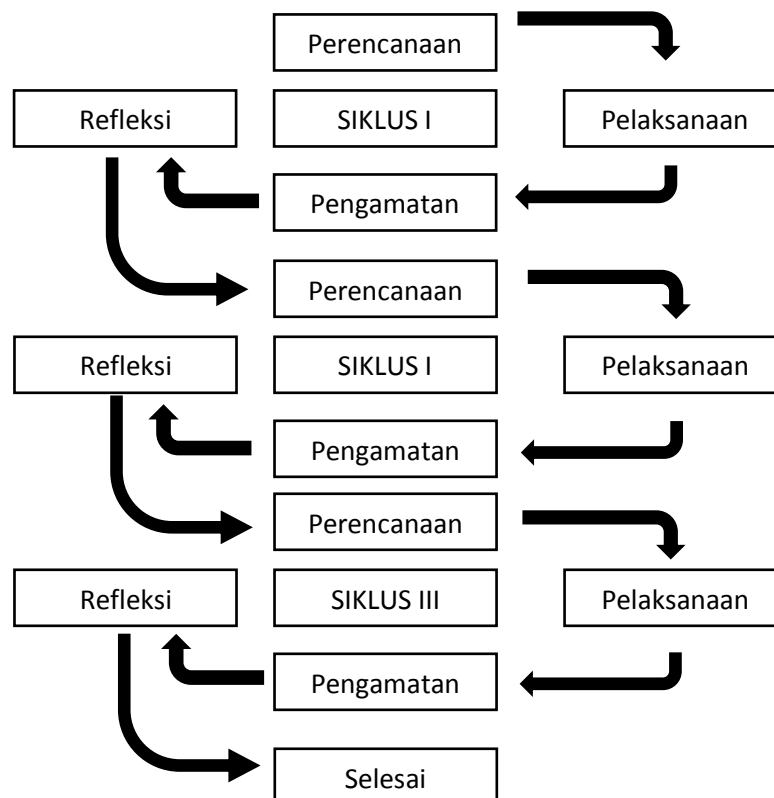 Perencanaan
Refleksi
SIKLUS I
Pelaksanaan
Pengamatan
Perencanaan
Refleksi
SIKLUS I
Pelaksanaan
Pengamatan
Perencanaan
Refleksi
SIKLUS III
Pelaksanaan
Pengamatan
Selesai